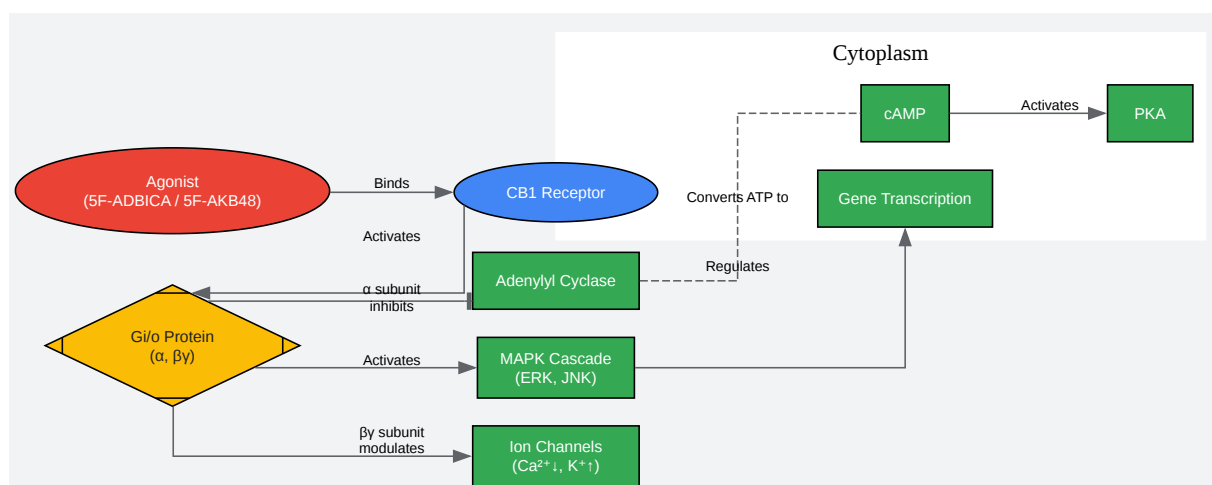 Cytoplasm
cAMP
Activates
PKA
Agonist
(5F-ADBICA / 5F-AKB48)
Binds
CB1 Receptor
Converts ATP to
Gene Transcription
Activates
Adenylyl Cyclase
Regulates
α subunit
inhibits
Gi/o Protein
(α, βγ)
Activates
MAPK Cascade
(ERK, JNK)
βγ subunit
modulates
Ion Channels
(Ca²⁺↓, K⁺↑)